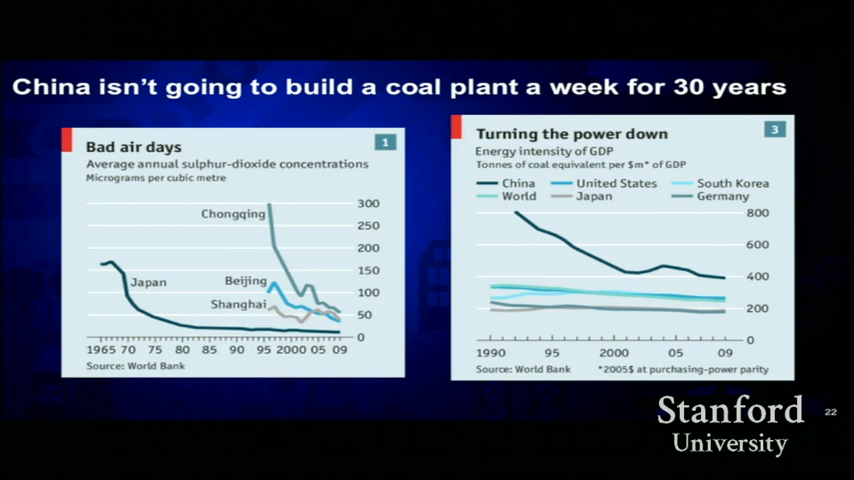 China isn't going to build a coal plant a week for 30 years
Bad air days
1
Average annual sulphur-dioxide concentrations
Micrograms per cubic metre
300
250
200
150
100
50
0
Chongqing
Beijing
Shanghai
Japan
1965 70 75 80 85 90 95 2000 05 09
Source: World Bank
Turning the power down
3
Energy intensity of GDP
Tonnes of coal equivalent per $m* of GDP
China United States South Korea
World Japan Germany
800
600
400
200
0
1990 95 2000 05 09
Source: World Bank *2005$ at purchasing-power parity
Stanford
University
22